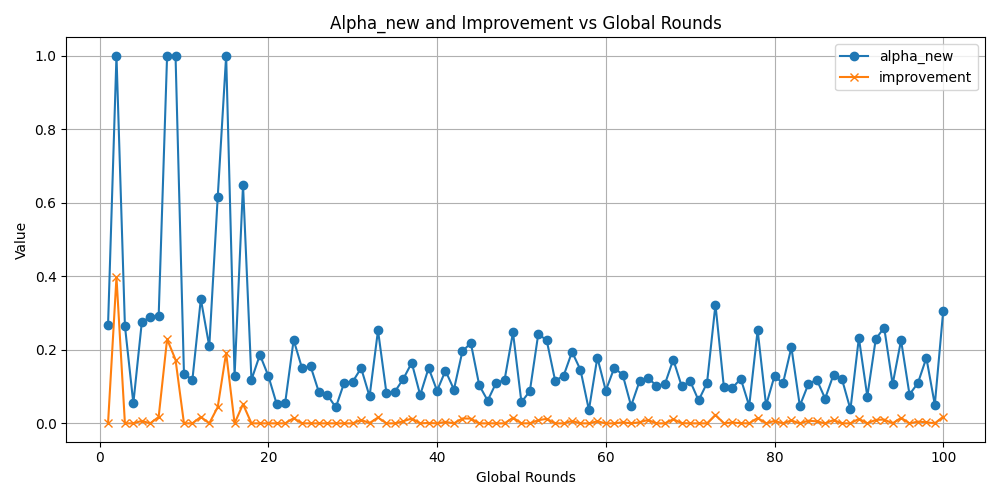 Alpha_new and Improvement vs Global Rounds
alpha_new
improvement
Value
1.0
0.8
0.6
0.4
0.2
0.0
0
20
40
60
80
100
Global Rounds